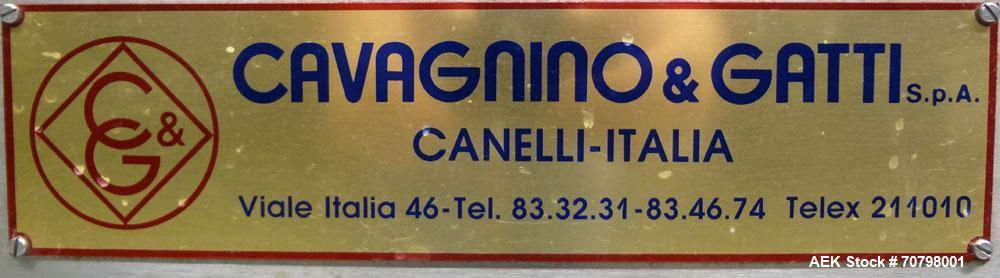 C & G
CAVAGNINO & GATTI S.p.A.
CANELLI-ITALIA
Viale Italia 46-Tel. 83.32.31-83.46.74 Telex 211010
AEK Stock # 70798001